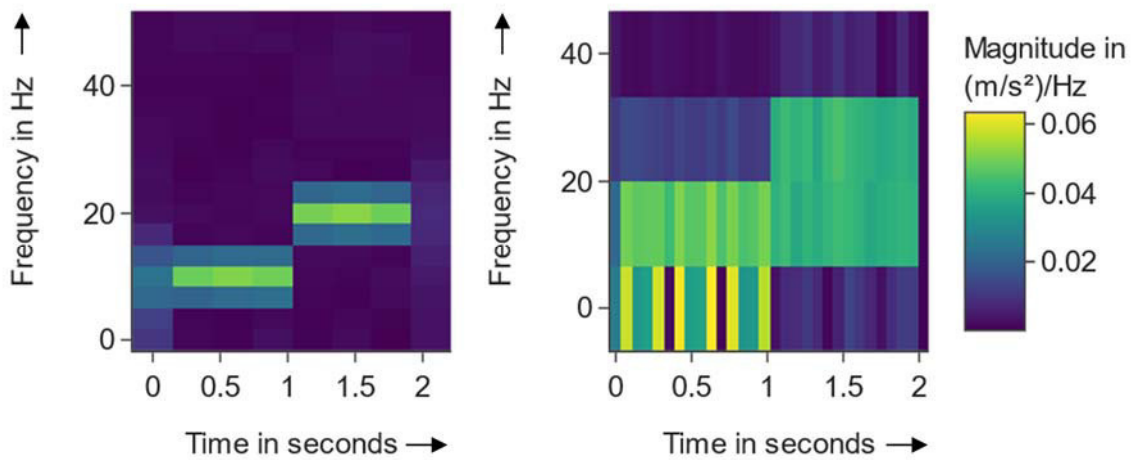 Frequency in Hz
40
20
0
0 0.5 1 1.5 2
Time in seconds
Frequency in Hz
40
20
0
0 0.5 1 1.5 2
Time in seconds
Magnitude in
(m/s²)/Hz
0.06
0.04
0.02